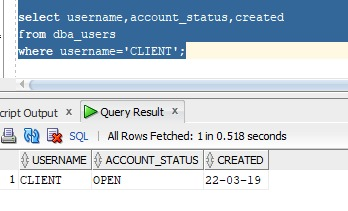 select username,account_status,created
from dba_users
where username='CLIENT';
cript Output x Query Result x
SQL | All Rows Fetched: 1 in 0.518 seconds
USERNAME ACCOUNT_STATUS CREATED
1 CLIENT OPEN 22-03-19